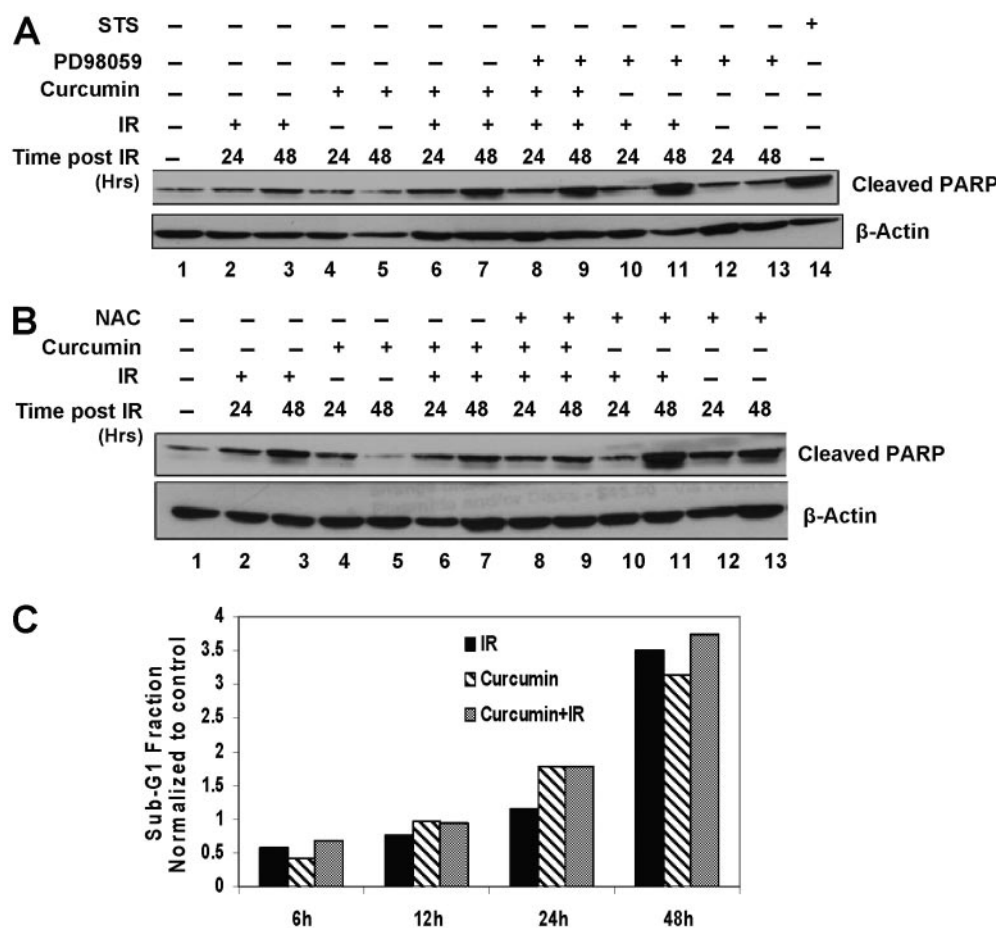 A
STS – – – – – – – – – – – – – +
PD98059 – – – – – – – + + + + + + –
Curcumin – – – + + + + + + – – – – –
IR – + + – – + + + + + + – – –
Time post IR – 24 48 24 48 24 48 24 48 24 48 24 48 –
(Hrs)
Cleaved PARP
β-Actin
1 2 3 4 5 6 7 8 9 10 11 12 13 14
B
NAC – – – – – – – + + + + + +
Curcumin – – – + + + + + + – – – –
IR – + + – – + + + + + + – –
Time post IR – 24 48 24 48 24 48 24 48 24 48 24 48
(Hrs)
Cleaved PARP
β-Actin
1 2 3 4 5 6 7 8 9 10 11 12 13
C
Sub-G1 Fraction
Normalized to control
4
3.5
3
2.5
2
1.5
1
0.5
0
IR
Curcumin
Curcumin+IR
6h 12h 24h 48h